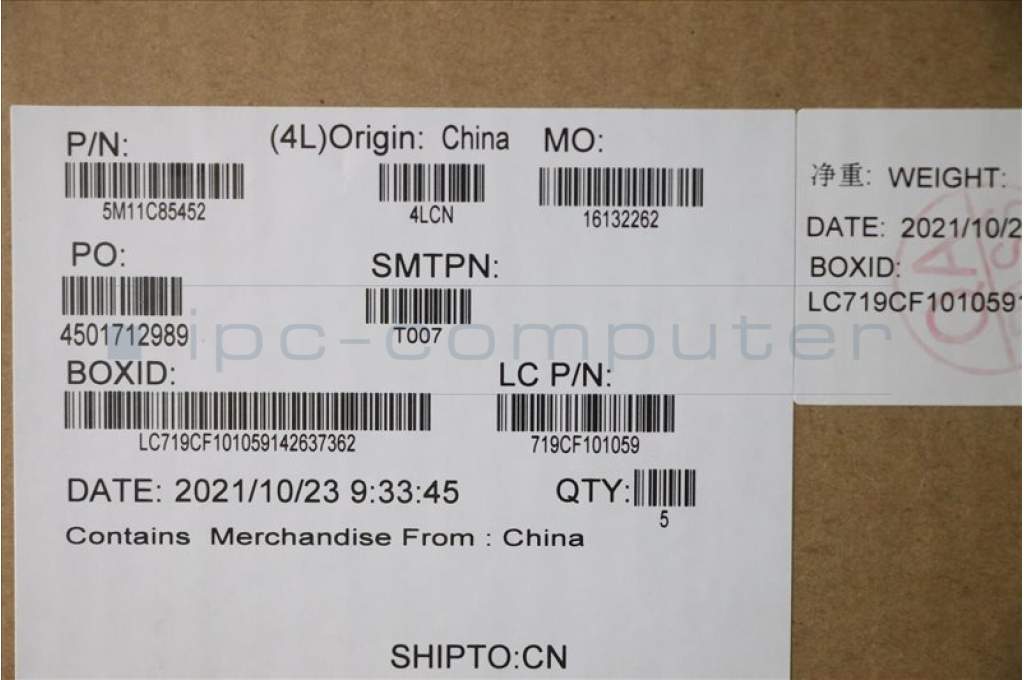 P/N: (4L)Origin: China MO:
5M11C85452 4LCN 16132262
PO: SMTPN:
4501712989 T007
BOXID: LC P/N:
LC719CF101059142637362 719CF101059
DATE: 2021/10/23 9:33:45 QTY:
5
Contains Merchandise From : China
SHIPTO:CN
净重: WEIGHT:
DATE: 2021/10/2
BOXID:
LC719CF101059
QA
ipc-computer